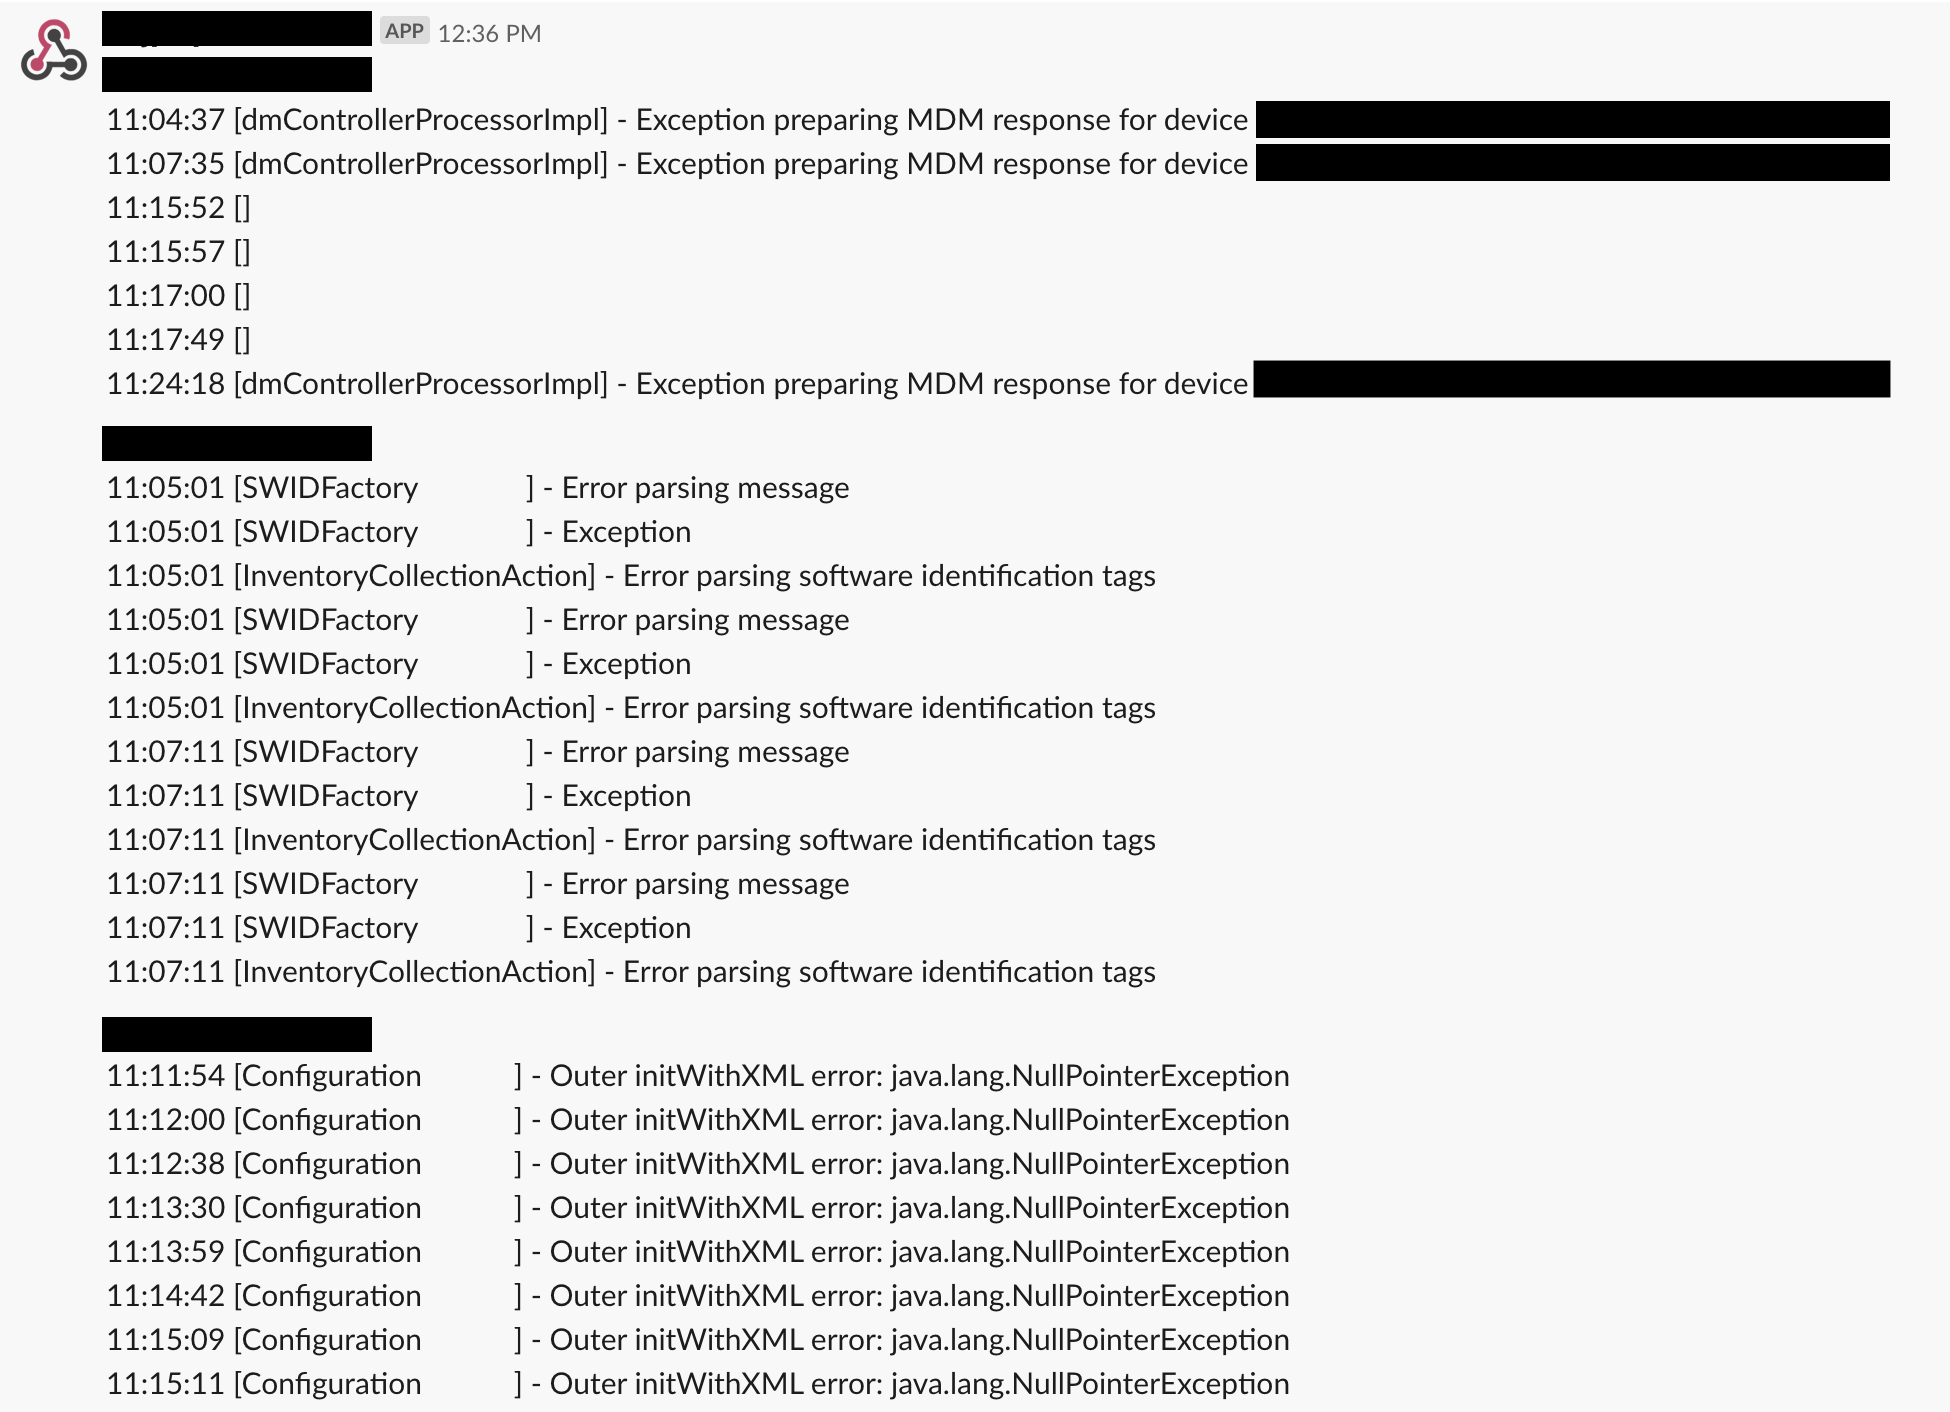 APP 12:36 PM
11:04:37 [dmControllerProcessorImpl] - Exception preparing MDM response for device
11:07:35 [dmControllerProcessorImpl] - Exception preparing MDM response for device
11:15:52 []
11:15:57 []
11:17:00 []
11:17:49 []
11:24:18 [dmControllerProcessorImpl] - Exception preparing MDM response for device
11:05:01 [SWIDFactory ] - Error parsing message
11:05:01 [SWIDFactory ] - Exception
11:05:01 [InventoryCollectionAction] - Error parsing software identification tags
11:05:01 [SWIDFactory ] - Error parsing message
11:05:01 [SWIDFactory ] - Exception
11:05:01 [InventoryCollectionAction] - Error parsing software identification tags
11:07:11 [SWIDFactory ] - Error parsing message
11:07:11 [SWIDFactory ] - Exception
11:07:11 [InventoryCollectionAction] - Error parsing software identification tags
11:07:11 [SWIDFactory ] - Error parsing message
11:07:11 [SWIDFactory ] - Exception
11:07:11 [InventoryCollectionAction] - Error parsing software identification tags
11:11:54 [Configuration ] - Outer initWithXML error: java.lang.NullPointerException
11:12:00 [Configuration ] - Outer initWithXML error: java.lang.NullPointerException
11:12:38 [Configuration ] - Outer initWithXML error: java.lang.NullPointerException
11:13:30 [Configuration ] - Outer initWithXML error: java.lang.NullPointerException
11:13:59 [Configuration ] - Outer initWithXML error: java.lang.NullPointerException
11:14:42 [Configuration ] - Outer initWithXML error: java.lang.NullPointerException
11:15:09 [Configuration ] - Outer initWithXML error: java.lang.NullPointerException
11:15:11 [Configuration ] - Outer initWithXML error: java.lang.NullPointerException